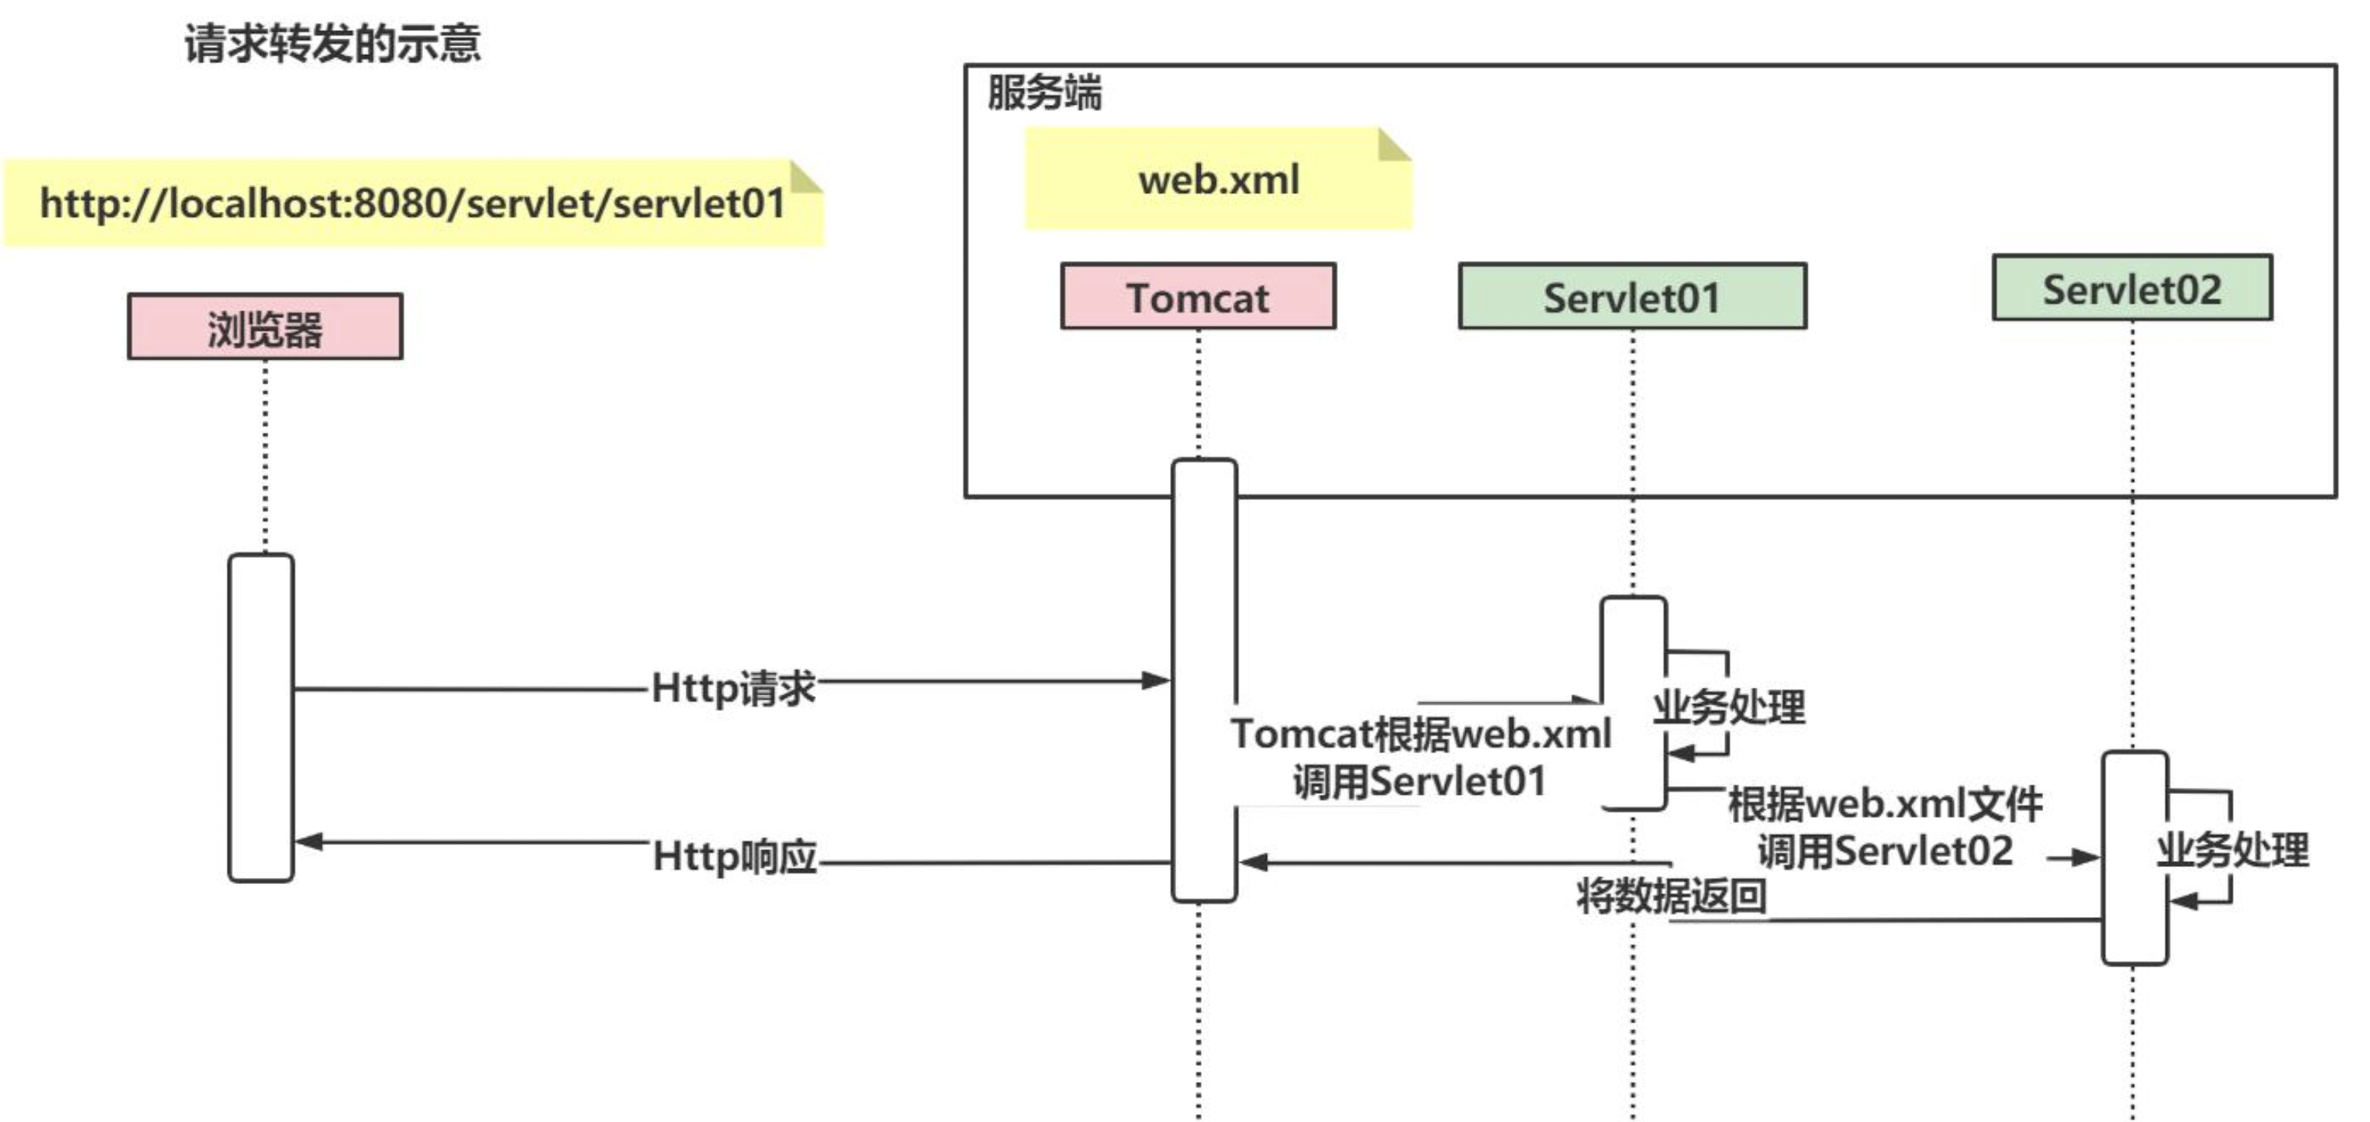 请求转发的示意
服务端
web.xml
http://localhost:8080/servlet/servlet01
浏览器
Tomcat
Servlet01
Servlet02
Http请求
Tomcat根据web.xml
调用Servlet01
业务处理
根据web.xml文件
调用Servlet02
业务处理
将数据返回
Http响应